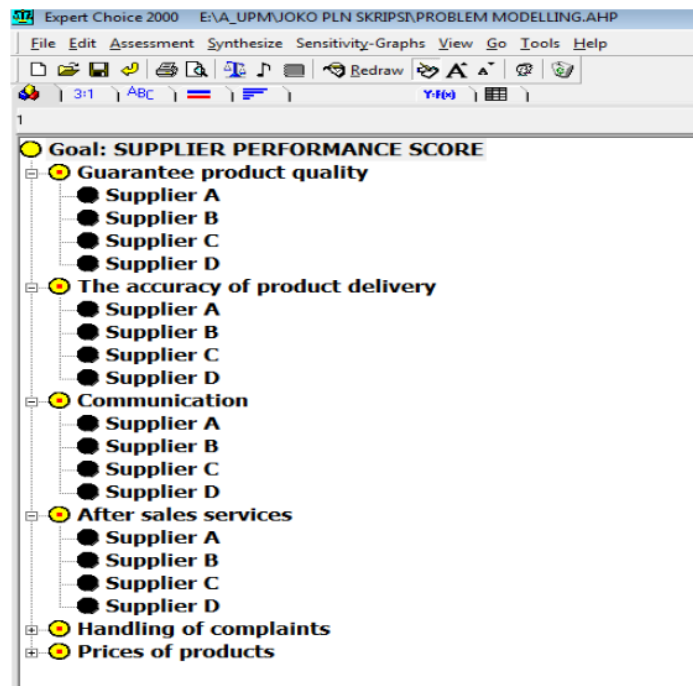 Expert Choice 2000 E:\A_UPM\JOKO PLN SKRIPSI\PROBLEM MODELLING.AHP
File Edit Assessment Synthesize Sensitivity-Graphs View Go Tools Help
Redraw A A
3:1 ABC Y:F(x)
1
Goal: SUPPLIER PERFORMANCE SCORE
Guarantee product quality
Supplier A
Supplier B
Supplier C
Supplier D
The accuracy of product delivery
Supplier A
Supplier B
Supplier C
Supplier D
Communication
Supplier A
Supplier B
Supplier C
Supplier D
After sales services
Supplier A
Supplier B
Supplier C
Supplier D
Handling of complaints
Prices of products